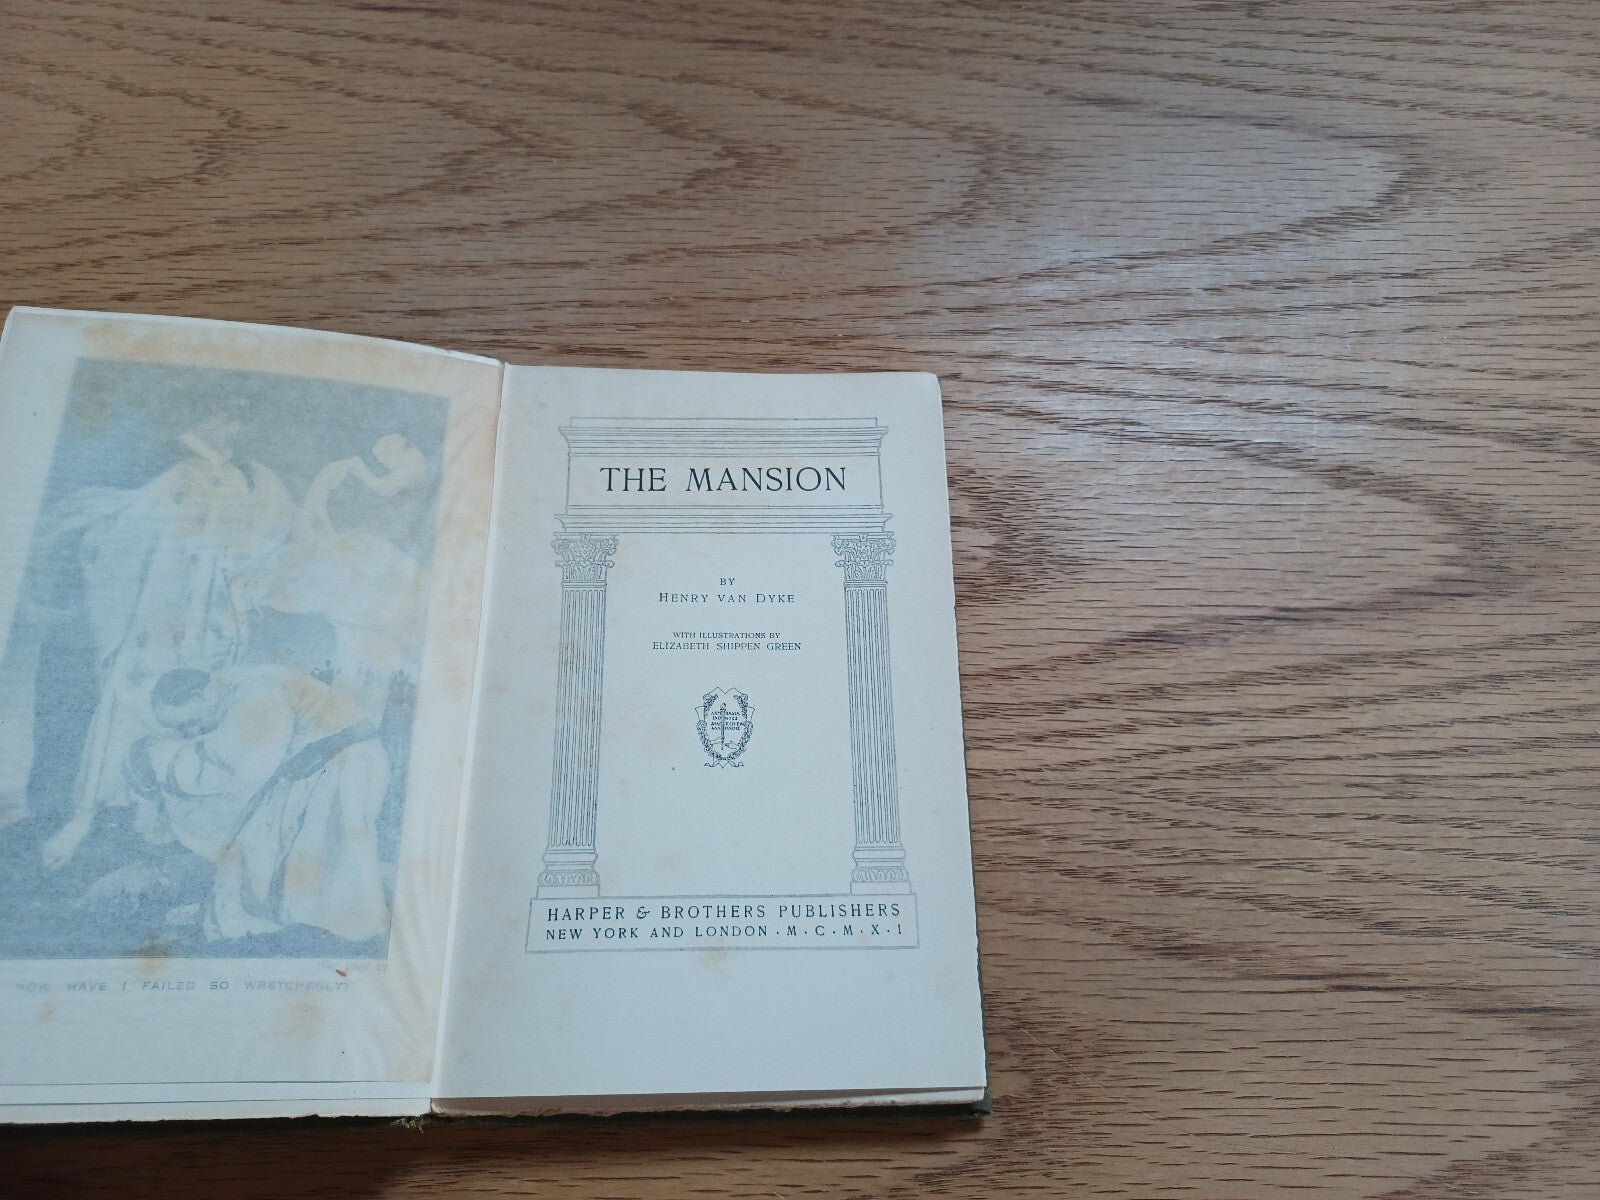 HOW HAVE I FAILED SO WRETCHEDLY?
THE MANSION
BY
HENRY VAN DYKE
WITH ILLUSTRATIONS BY
ELIZABETH SHIPPEN GREEN
HARPER & BROTHERS PUBLISHERS
NEW YORK AND LONDON · M · C · M · X · I